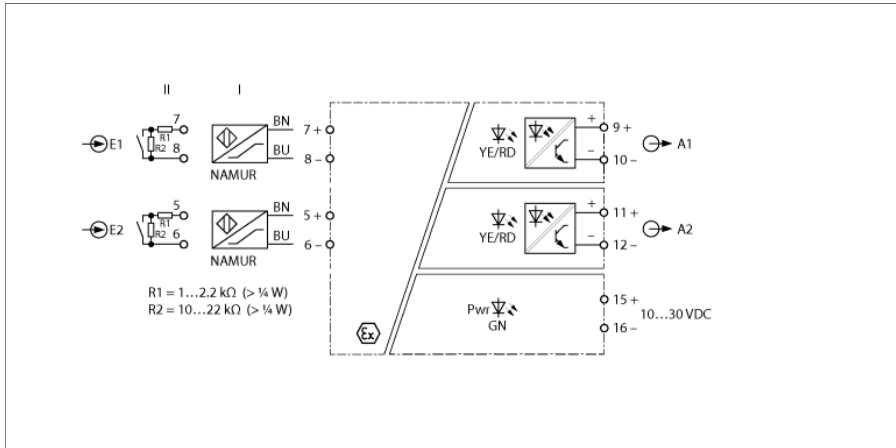 II I
E1
7
R1
R2
8
BN
7 +
BU
8 –
NAMUR
YE/RD
+
–
9 +
10 –
A1
E2
5
R1
R2
6
BN
5 +
BU
6 –
NAMUR
YE/RD
+
–
11 +
12 –
A2
R1 = 1...2.2 kΩ (> ¼ W)
R2 = 10...22 kΩ (> ¼ W)
Ex
Pwr
GN
15 +
16 –
10...30 VDC